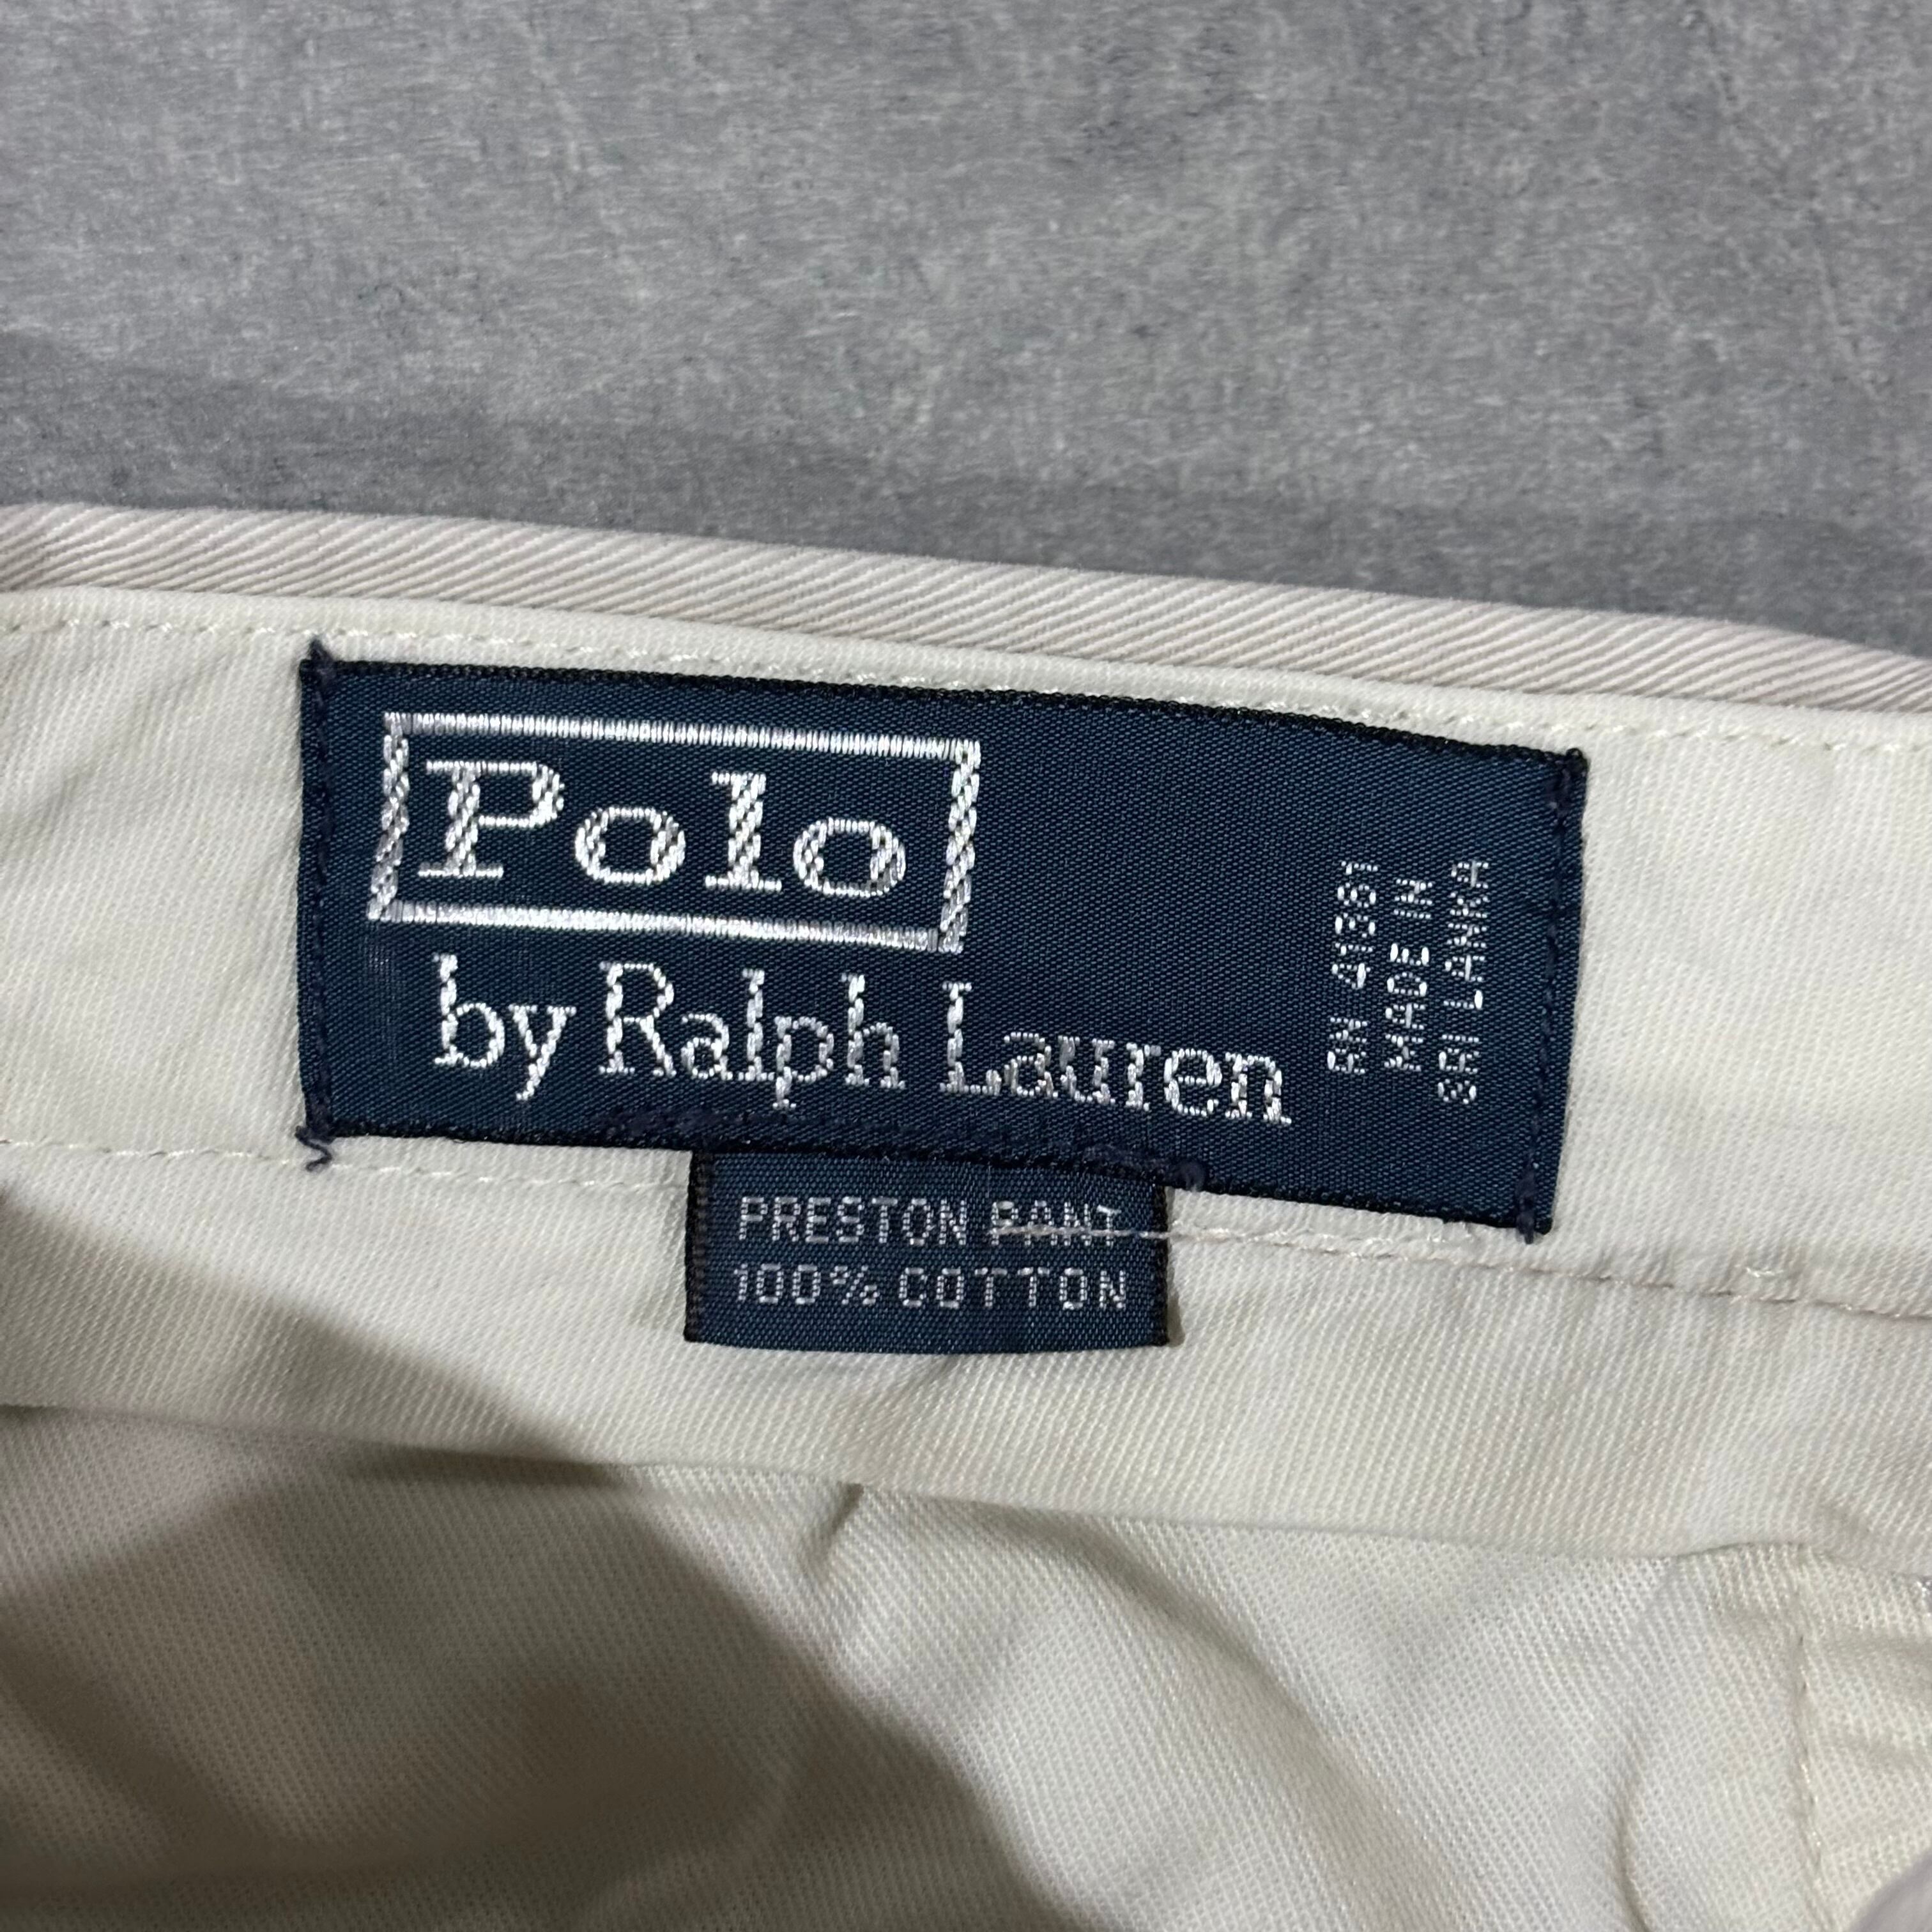 Polo
by Ralph Lauren
RN 41381
MADE IN
SRI LANKA
PRESTON PANT
100% COTTON